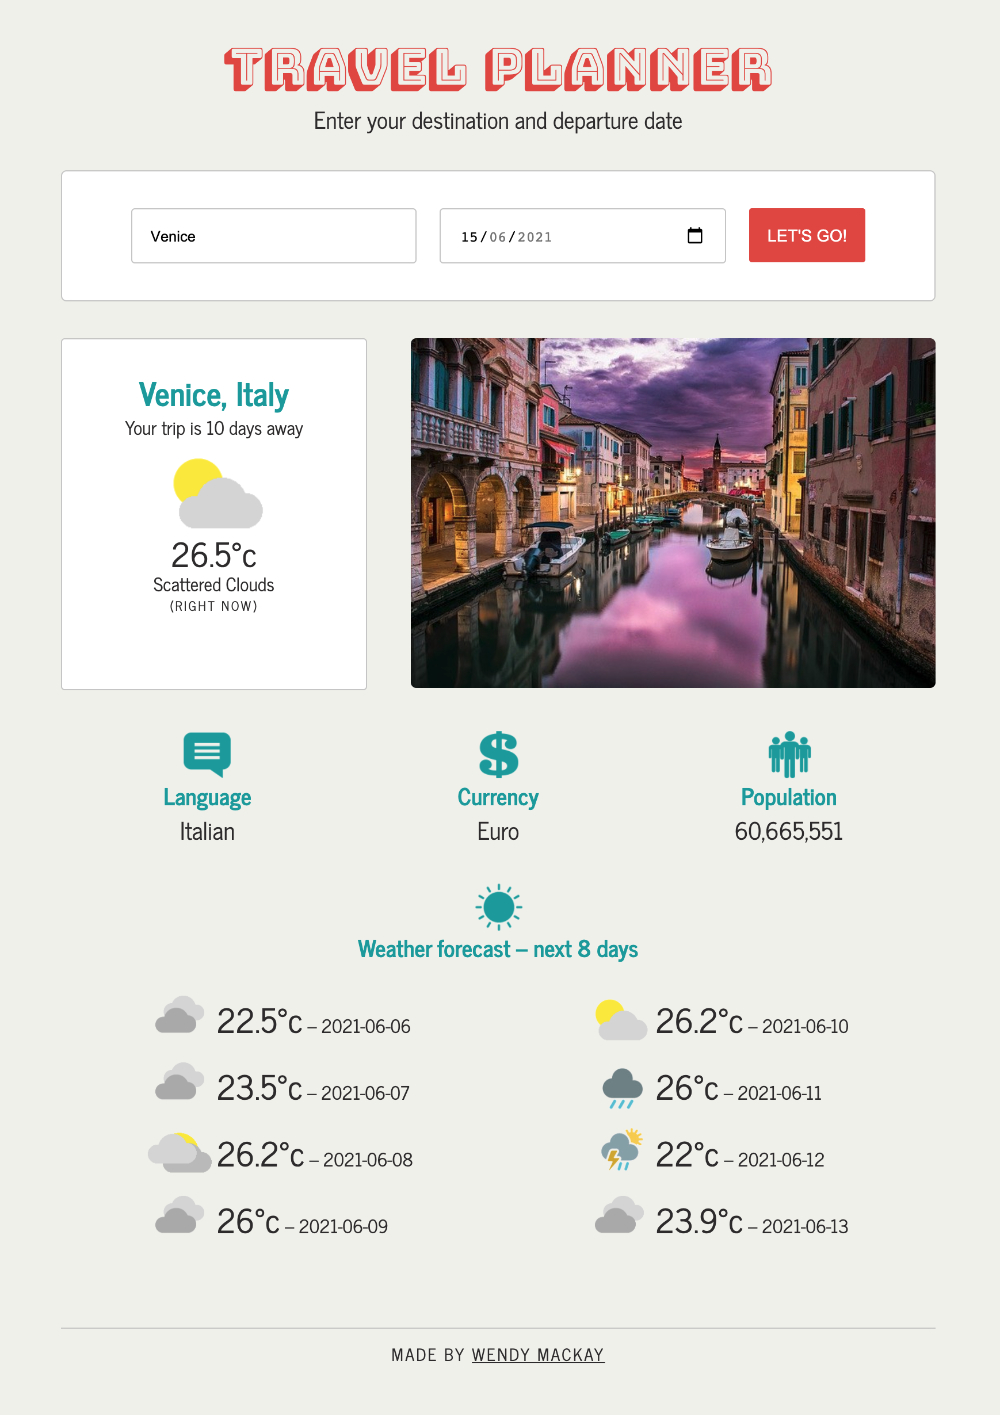 TRAVEL PLANNER
Enter your destination and departure date
Venice
15/06/2021
LET'S GO!
Venice, Italy
Your trip is 10 days away
26.5°c
Scattered Clouds
(RIGHT NOW)
Language
Italian
Currency
Euro
Population
60,665,551
Weather forecast – next 8 days
22.5°c – 2021-06-06
23.5°c – 2021-06-07
26.2°c – 2021-06-08
26°c – 2021-06-09
26.2°c – 2021-06-10
26°c – 2021-06-11
22°c – 2021-06-12
23.9°c – 2021-06-13
MADE BY WENDY MACKAY